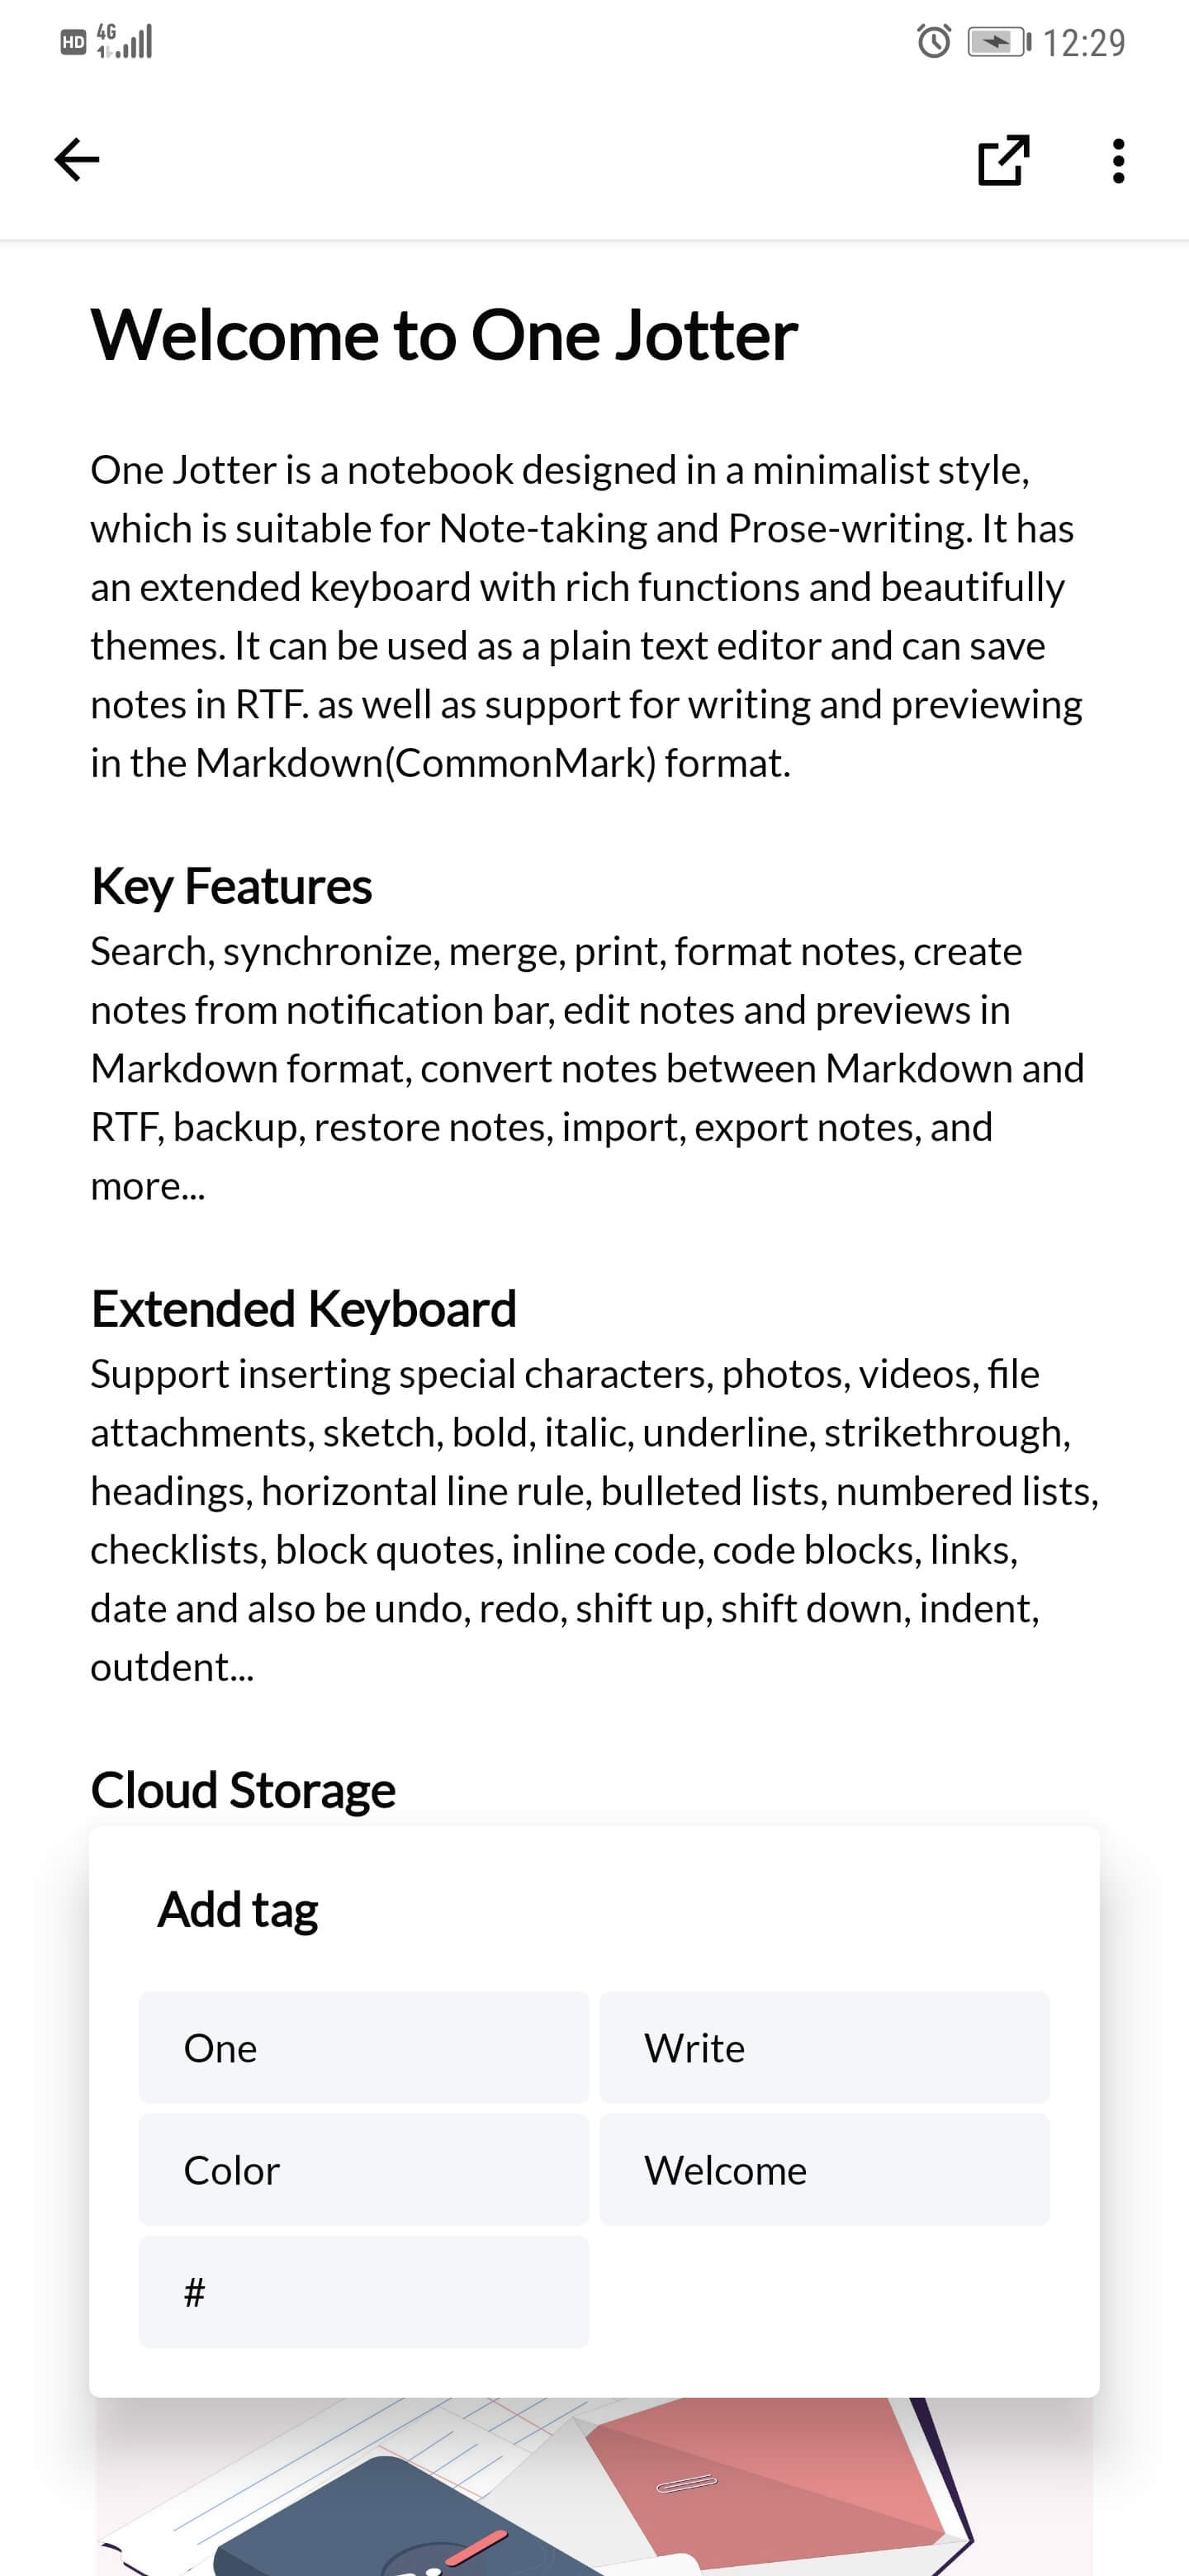 HD 4G 12:29
Welcome to One Jotter
One Jotter is a notebook designed in a minimalist style,
which is suitable for Note-taking and Prose-writing. It has
an extended keyboard with rich functions and beautifully
themes. It can be used as a plain text editor and can save
notes in RTF. as well as support for writing and previewing
in the Markdown(CommonMark) format.
Key Features
Search, synchronize, merge, print, format notes, create
notes from notification bar, edit notes and previews in
Markdown format, convert notes between Markdown and
RTF, backup, restore notes, import, export notes, and
more...
Extended Keyboard
Support inserting special characters, photos, videos, file
attachments, sketch, bold, italic, underline, strikethrough,
headings, horizontal line rule, bulleted lists, numbered lists,
checklists, block quotes, inline code, code blocks, links,
date and also be undo, redo, shift up, shift down, indent,
outdent...
Cloud Storage
Add tag
One Write
Color Welcome
#